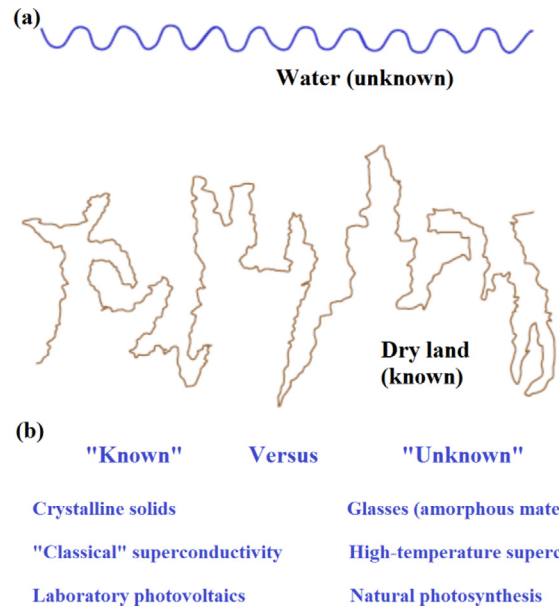 (a)
Water (unknown)
Dry land
(known)
(b)
"Known" Versus "Unknown"
Crystalline solids Glasses (amorphous mate
"Classical" superconductivity High-temperature superc
Laboratory photovoltaics Natural photosynthesis